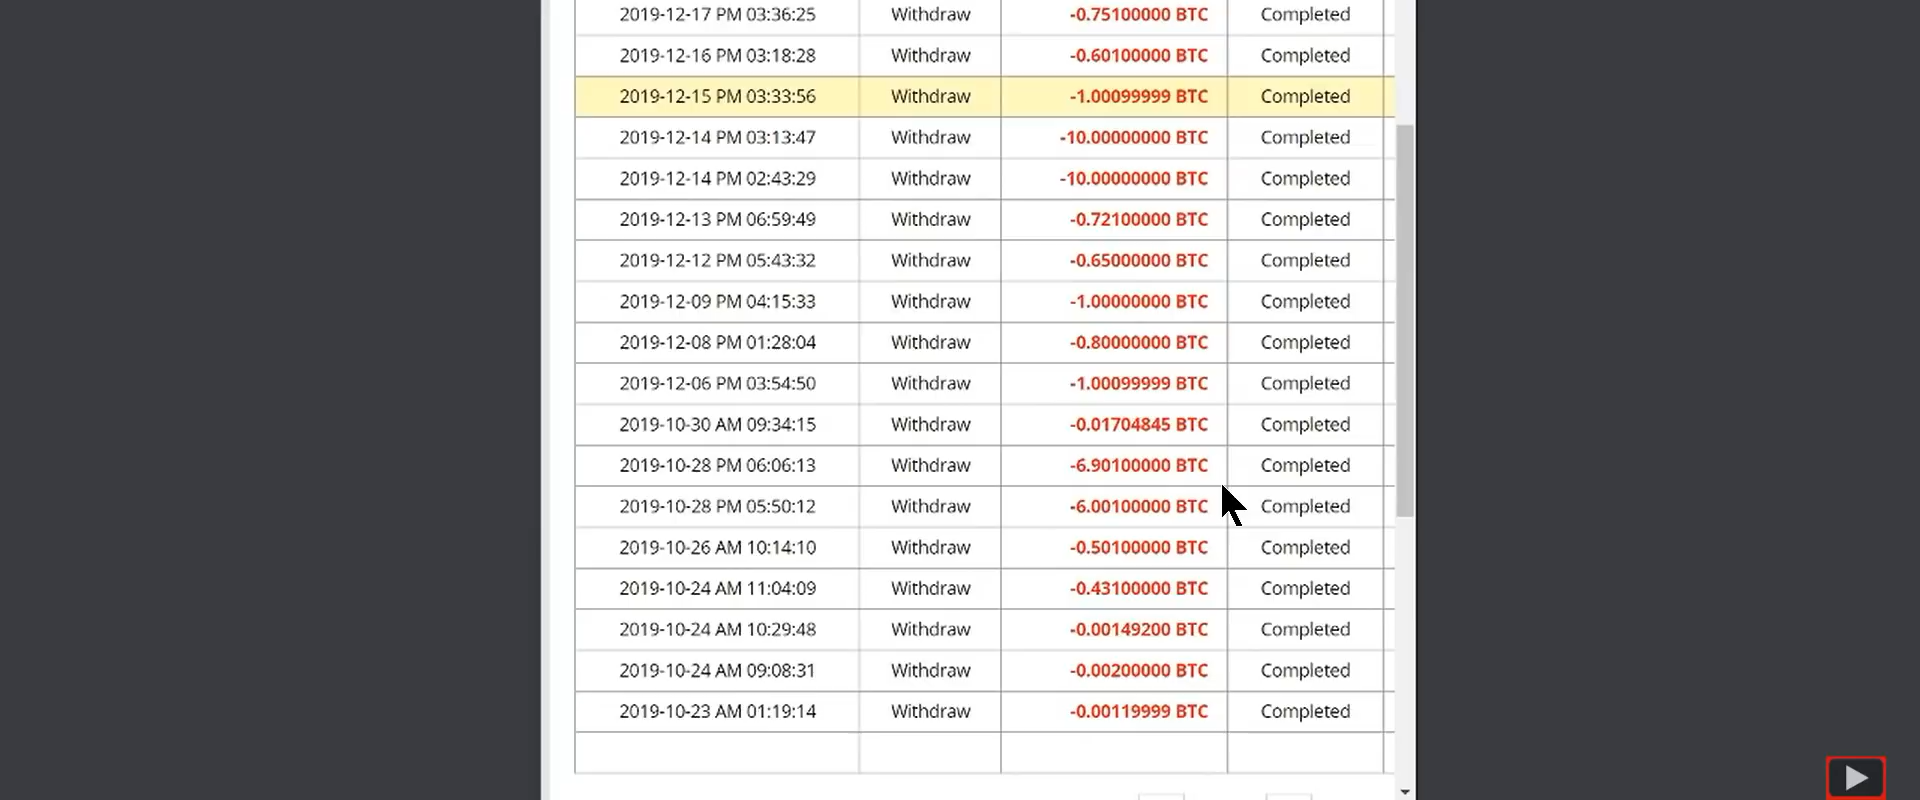 2019-12-17 PM 03:36:25 Withdraw -0.75100000 BTC Completed
2019-12-16 PM 03:18:28 Withdraw -0.60100000 BTC Completed
2019-12-15 PM 03:33:56 Withdraw -1.00099999 BTC Completed
2019-12-14 PM 03:13:47 Withdraw -10.00000000 BTC Completed
2019-12-14 PM 02:43:29 Withdraw -10.00000000 BTC Completed
2019-12-13 PM 06:59:49 Withdraw -0.72100000 BTC Completed
2019-12-12 PM 05:43:32 Withdraw -0.65000000 BTC Completed
2019-12-09 PM 04:15:33 Withdraw -1.00000000 BTC Completed
2019-12-08 PM 01:28:04 Withdraw -0.80000000 BTC Completed
2019-12-06 PM 03:54:50 Withdraw -1.00099999 BTC Completed
2019-10-30 AM 09:34:15 Withdraw -0.01704845 BTC Completed
2019-10-28 PM 06:06:13 Withdraw -6.90100000 BTC Completed
2019-10-28 PM 05:50:12 Withdraw -6.00100000 BTC Completed
2019-10-26 AM 10:14:10 Withdraw -0.50100000 BTC Completed
2019-10-24 AM 11:04:09 Withdraw -0.43100000 BTC Completed
2019-10-24 AM 10:29:48 Withdraw -0.00149200 BTC Completed
2019-10-24 AM 09:08:31 Withdraw -0.00200000 BTC Completed
2019-10-23 AM 01:19:14 Withdraw -0.00119999 BTC Completed